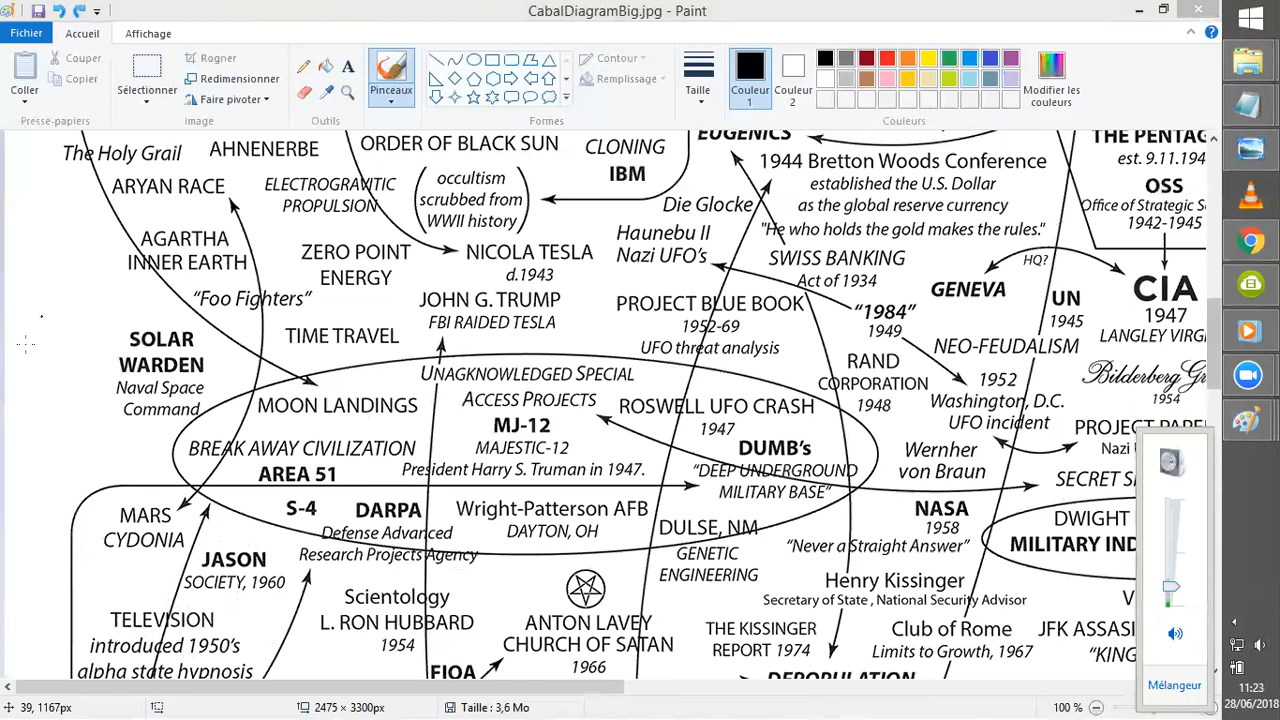 CabalDiagramBig.jpg - Paint
Fichier
Accueil
Affichage
Coller
Couper
Copier
Presse-papiers
Sélectionner
Rogner
Redimensionner
Faire pivoter
Image
A
Outils
Pinceaux
Contour
Remplissage
Formes
Taille
Couleur
1
Couleur
2
Modifier les
couleurs
Couleurs
The Holy Grail
AHNENERBE
ORDER OF BLACK SUN
CLONING
IBM
EUGENICS
THE PENTAG
est. 9.11.194
ARYAN RACE
ELECTROGRAVITIC
PROPULSION
(occultism
scrubbed from
WWII history)
1944 Bretton Woods Conference
established the U.S. Dollar
as the global reserve currency
"He who holds the gold makes the rules."
OSS
Office of Strategic S
1942-1945
Die Glocke
AGARTHA
INNER EARTH
ZERO POINT
ENERGY
NICOLA TESLA
d.1943
Haunebu II
Nazi UFO's
SWISS BANKING
Act of 1934
HQ?
GENEVA
CIA
1947
LANGLEY VIRG
"Foo Fighters"
JOHN G. TRUMP
FBI RAIDED TESLA
PROJECT BLUE BOOK
1952-69
UFO threat analysis
"1984"
1949
UN
1945
SOLAR
WARDEN
Naval Space
Command
TIME TRAVEL
RAND
CORPORATION
1948
NEO-FEUDALISM
Bilderberg Gr
1954
UNACKNOWLEDGED SPECIAL
ACCESS PROJECTS
1952
Washington, D.C.
UFO incident
MOON LANDINGS
MJ-12
MAJESTIC-12
President Harry S. Truman in 1947.
ROSWELL UFO CRASH
1947
PROJECT PAPE
Nazi
BREAK AWAY CIVILIZATION
AREA 51
DUMB's
"DEEP UNDERGROUND
MILITARY BASE"
Wernher
von Braun
SECRET S
MARS
CYDONIA
S-4
DARPA
Defense Advanced
Research Projects Agency
Wright-Patterson AFB
DAYTON, OH
DULSE, NM
GENETIC
ENGINEERING
NASA
1958
"Never a Straight Answer"
DWIGHT
MILITARY IND
JASON
SOCIETY, 1960
Henry Kissinger
Secretary of State , National Security Advisor
V
TELEVISION
introduced 1950's
alpha state hypnosis
Scientology
L. RON HUBBARD
1954
ANTON LAVEY
CHURCH OF SATAN
1966
THE KISSINGER
REPORT 1974
Club of Rome
Limits to Growth, 1967
JFK ASSASI
"KING
FIOA
DEPOPULATION
Mélangeur
39, 1167px
2475 × 3300px
Taille : 3,6 Mo
100 %
11:23
28/06/2018